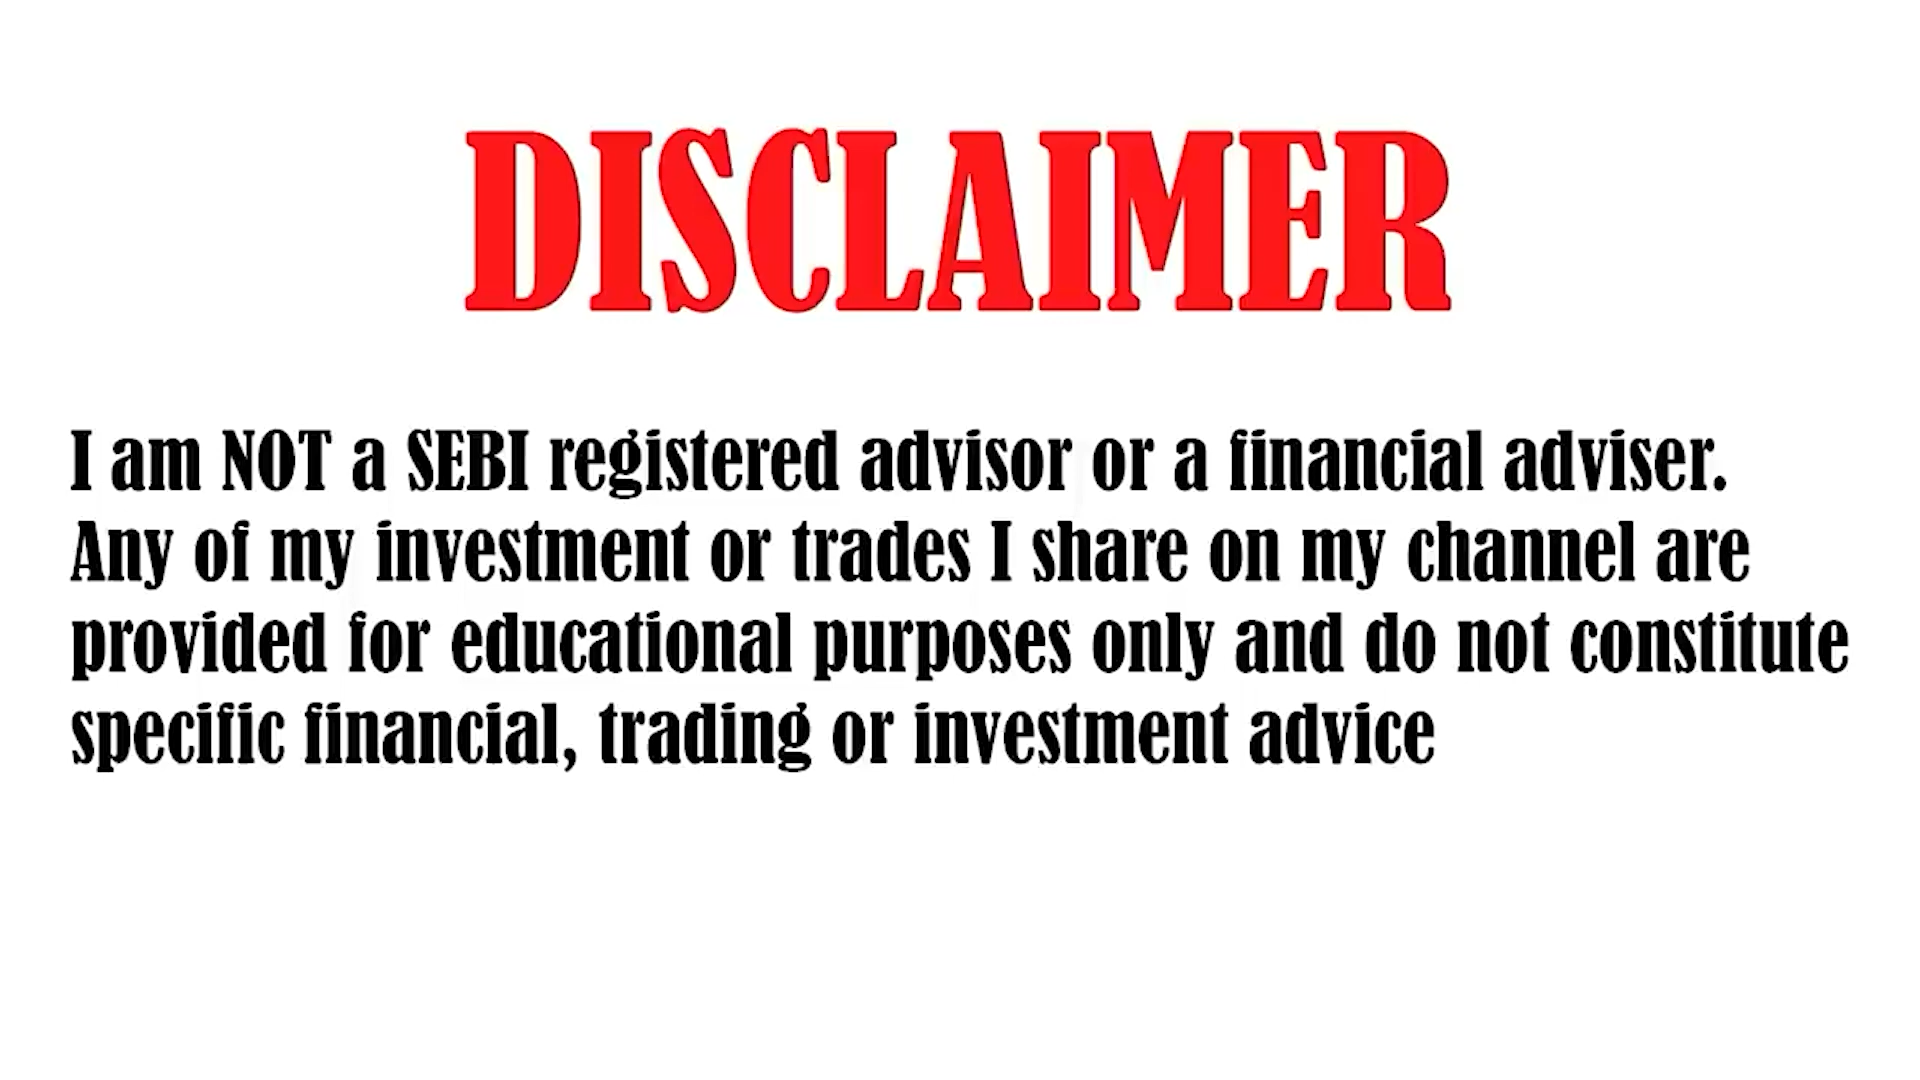 DISCLAIMER
I am NOT a SEBI registered advisor or a financial adviser.
Any of my investment or trades I share on my channel are
provided for educational purposes only and do not constitute
specific financial, trading or investment advice